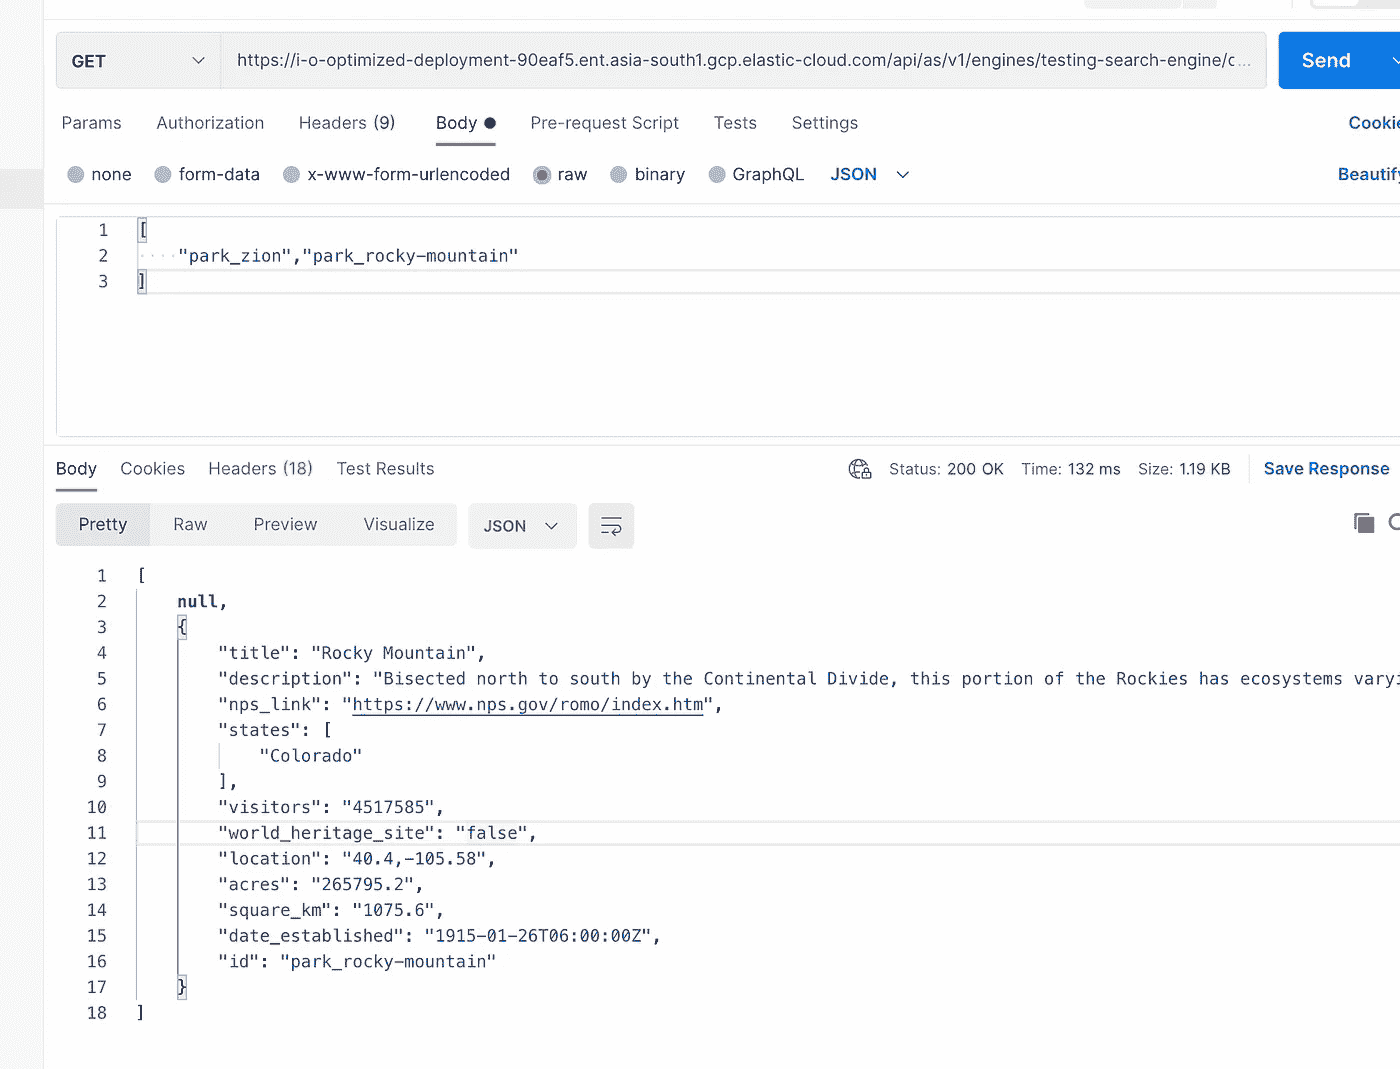 GET https://i-o-optimized-deployment-90eaf5.ent.asia-south1.gcp.elastic-cloud.com/api/as/v1/engines/testing-search-engine/c... Send
Params Authorization Headers (9) Body Pre-request Script Tests Settings Cookie
none form-data x-www-form-urlencoded raw binary GraphQL JSON Beautify
1 [
2 "park_zion","park_rocky-mountain"
3 ]
Body Cookies Headers (18) Test Results Status: 200 OK Time: 132 ms Size: 1.19 KB Save Response
Pretty Raw Preview Visualize JSON
1 [
2 null,
3 {
4 "title": "Rocky Mountain",
5 "description": "Bisected north to south by the Continental Divide, this portion of the Rockies has ecosystems varyi
6 "nps_link": "https://www.nps.gov/romo/index.htm",
7 "states": [
8 "Colorado"
9 ],
10 "visitors": "4517585",
11 "world_heritage_site": "false",
12 "location": "40.4,-105.58",
13 "acres": "265795.2",
14 "square_km": "1075.6",
15 "date_established": "1915-01-26T06:00:00Z",
16 "id": "park_rocky-mountain"
17 }
18 ]